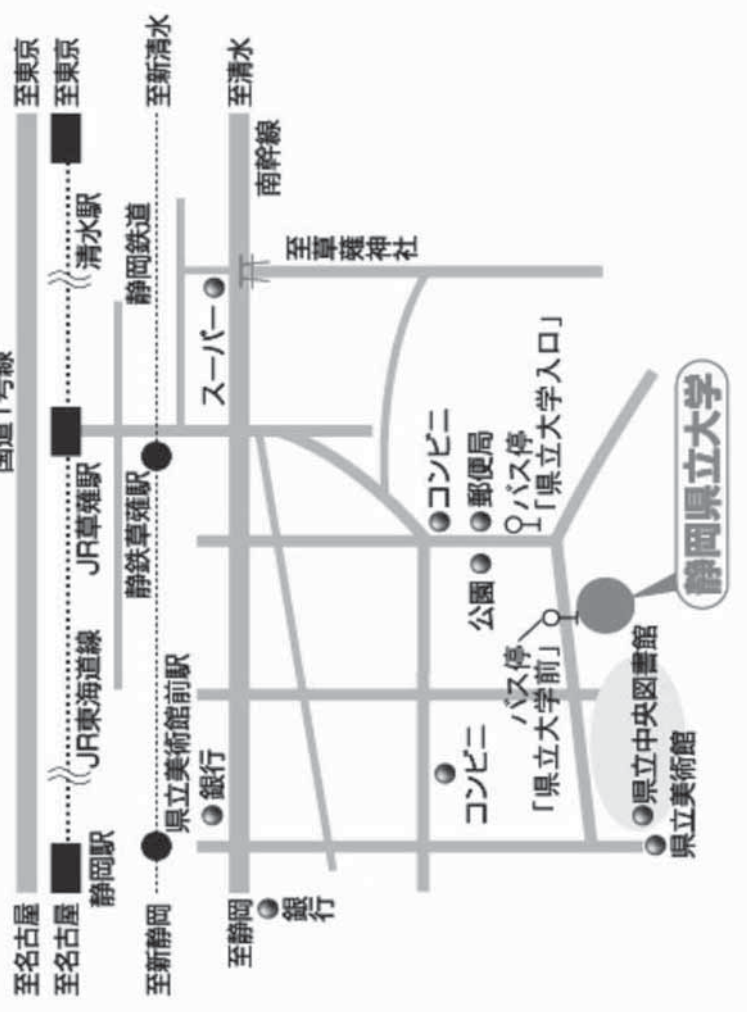 至名古屋
国道1号線
至東京
至名古屋
静岡駅
JR東海道線
JR草薙駅
清水駅
至東京
至新静岡
県立美術館前駅
静鉄草薙駅
静岡鉄道
至新清水
銀行
スーパー
至静岡
至清水
銀
行
南幹線
至草薙神社
コンビニ
コンビニ
公園
郵便局
バス停
「県立大学入口」
バス停
「県立大学前」
県立中央図書館
県立美術館
静岡県立大学